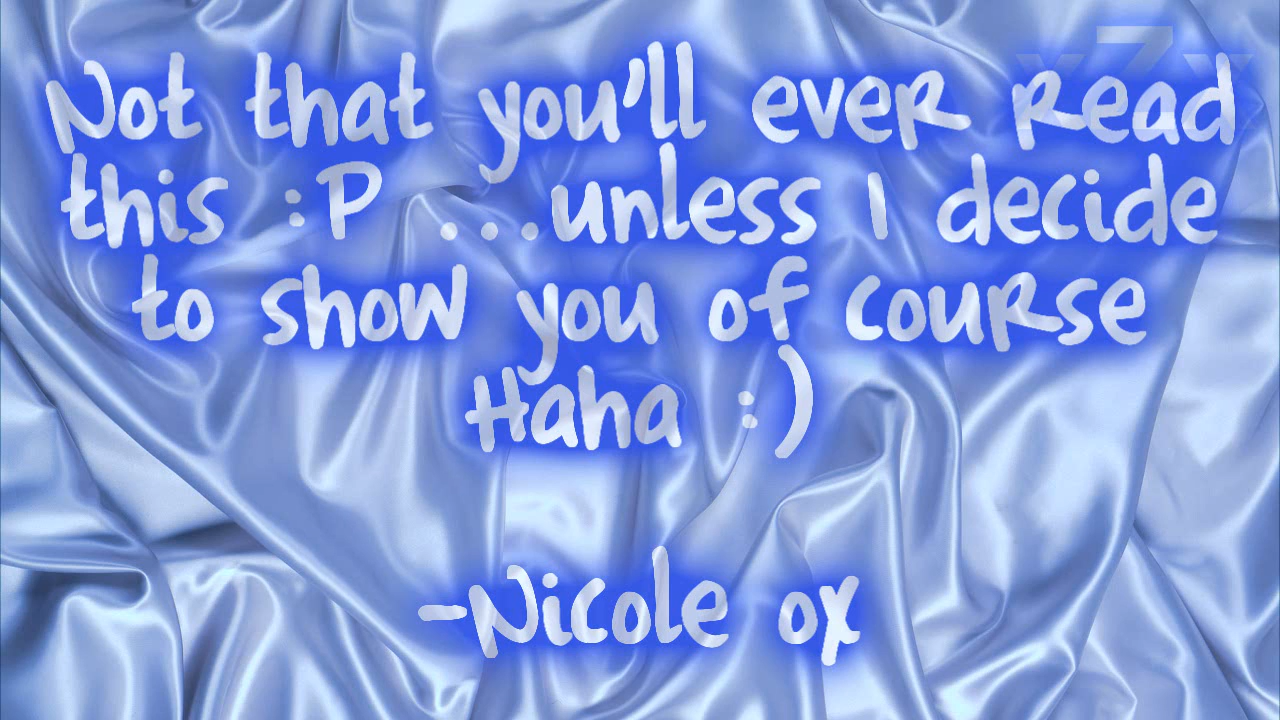 Not that you'll ever read
this :P ...unless I decide
to show you of course
Haha :)
-Nicole ox